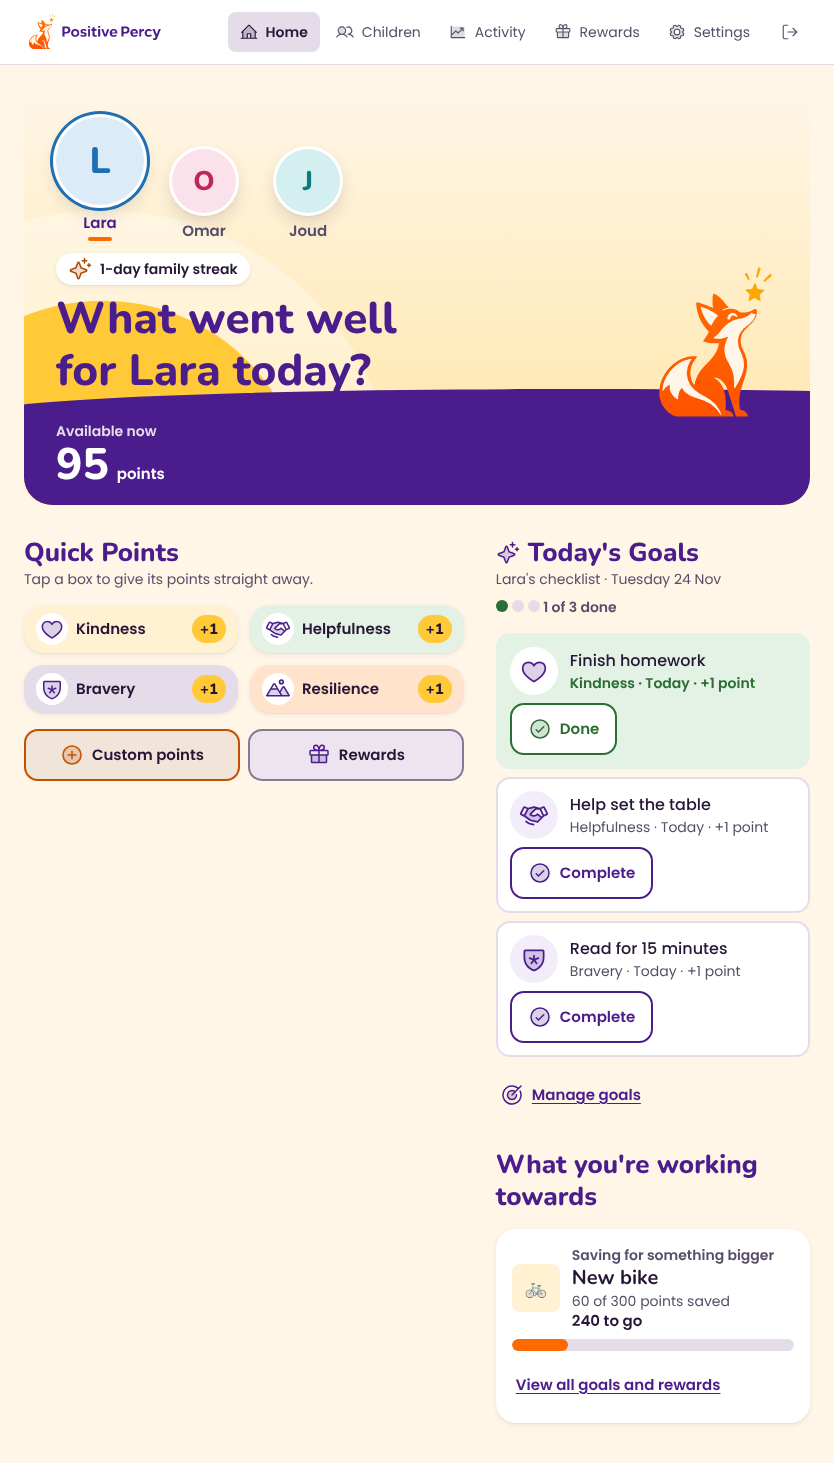 Positive Percy
Home
Children
Activity
Rewards
Settings
L
O
J
Lara
Omar
Joud
1-day family streak
What went well
for Lara today?
Available now
95 points
Quick Points
Tap a box to give its points straight away.
Kindness +1
Helpfulness +1
Bravery +1
Resilience +1
Custom points
Rewards
Today's Goals
Lara's checklist · Tuesday 24 Nov
1 of 3 done
Finish homework
Kindness · Today · +1 point
Done
Help set the table
Helpfulness · Today · +1 point
Complete
Read for 15 minutes
Bravery · Today · +1 point
Complete
Manage goals
What you're working
towards
Saving for something bigger
New bike
60 of 300 points saved
240 to go
View all goals and rewards